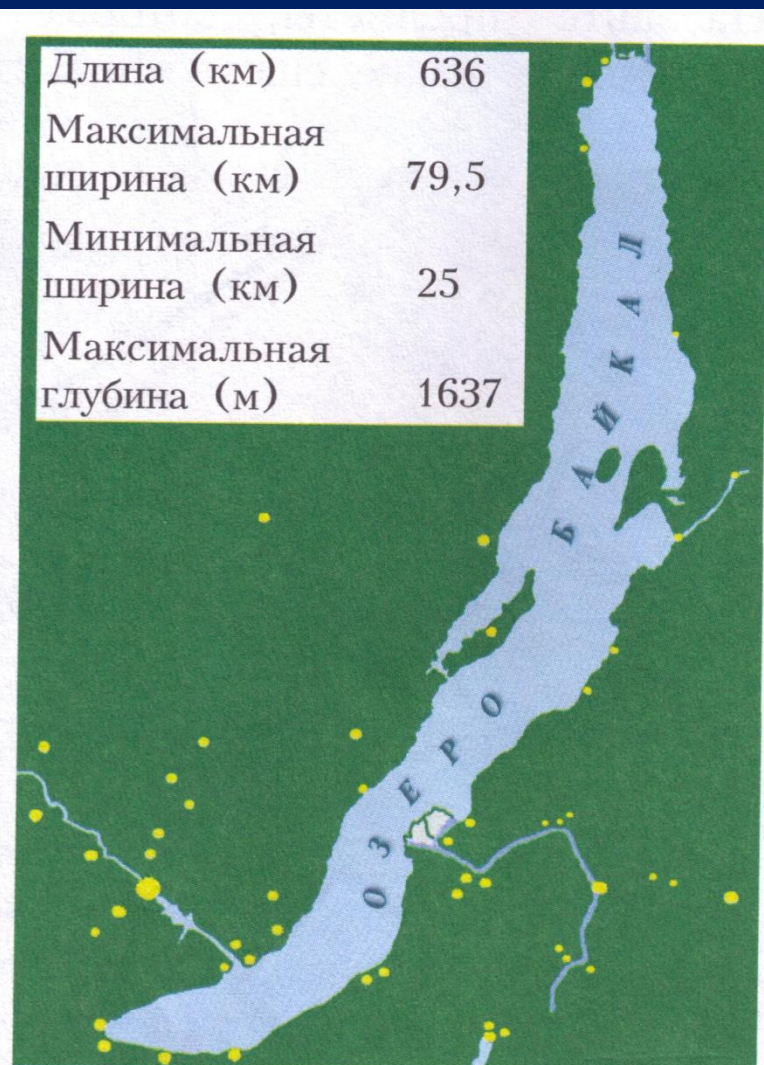 Длина (км) 636
Максимальная
ширина (км) 79,5
Минимальная
ширина (км) 25
Максимальная
глубина (м) 1637
ОЗЕРО БАЙКАЛ